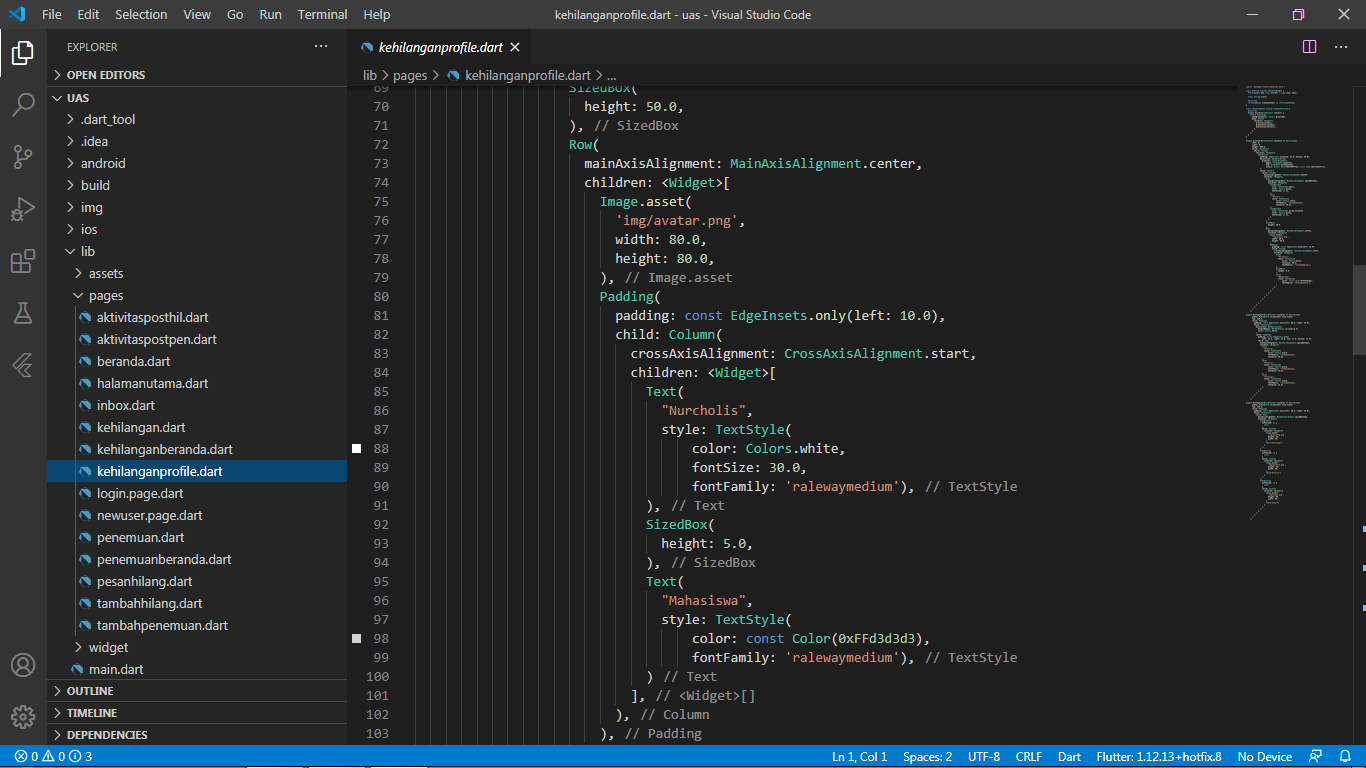 File Edit Selection View Go Run Terminal Help
kehilanganprofile.dart - uas - Visual Studio Code
EXPLORER
OPEN EDITORS
UAS
.dart_tool
.idea
android
build
img
ios
lib
assets
pages
aktivitasposthil.dart
aktivitaspostpen.dart
beranda.dart
halamanutama.dart
inbox.dart
kehilangan.dart
kehilanganberanda.dart
kehilanganprofile.dart
login.page.dart
newuser.page.dart
penemuan.dart
penemuanberanda.dart
pesanhilang.dart
tambahhilang.dart
tambahpenemuan.dart
widget
main.dart
OUTLINE
TIMELINE
DEPENDENCIES
kehilanganprofile.dart
lib > pages > kehilanganprofile.dart > ...
69 SizedBox(
70 height: 50.0,
71 ), // SizedBox
72 Row(
73 mainAxisAlignment: MainAxisAlignment.center,
74 children: <Widget>[
75 Image.asset(
76 'img/avatar.png',
77 width: 80.0,
78 height: 80.0,
79 ), // Image.asset
80 Padding(
81 padding: const EdgeInsets.only(left: 10.0),
82 child: Column(
83 crossAxisAlignment: CrossAxisAlignment.start,
84 children: <Widget>[
85 Text(
86 "Nurcholis",
87 style: TextStyle(
88 color: Colors.white,
89 fontSize: 30.0,
90 fontFamily: 'ralewaymedium'), // TextStyle
91 ), // Text
92 SizedBox(
93 height: 5.0,
94 ), // SizedBox
95 Text(
96 "Mahasiswa",
97 style: TextStyle(
98 color: const Color(0xFFd3d3d3),
99 fontFamily: 'ralewaymedium'), // TextStyle
100 ) // Text
101 ], // <Widget>[]
102 ), // Column
103 ), // Padding
0 0 3
Ln 1, Col 1 Spaces: 2 UTF-8 CRLF Dart Flutter: 1.12.13+hotfix.8 No Device